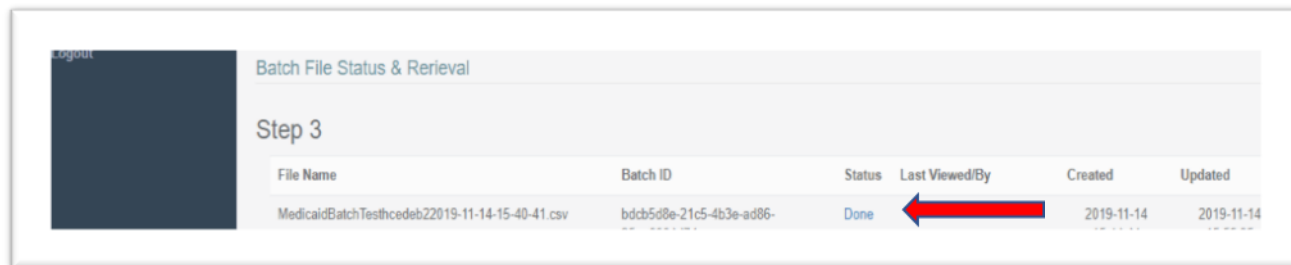 Logout
Batch File Status & Rerieval
Step 3
File Name Batch ID Status Last Viewed/By Created Updated
MedicaidBatchTesthcedeb22019-11-14-15-40-41.csv bdcb5d8e-21c5-4b3e-ad86- Done 2019-11-14 2019-11-14